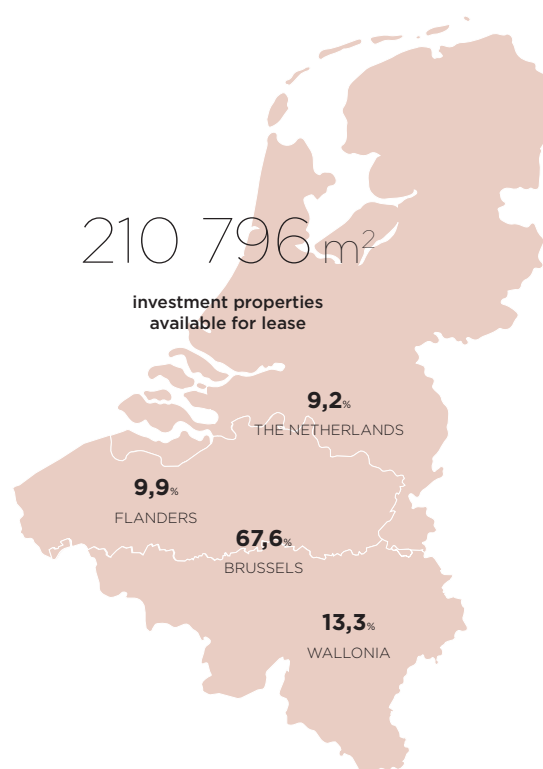 210 796 m²
investment properties
available for lease
9,2%
THE NETHERLANDS
9,9%
FLANDERS
67,6%
BRUSSELS
13,3%
WALLONIA